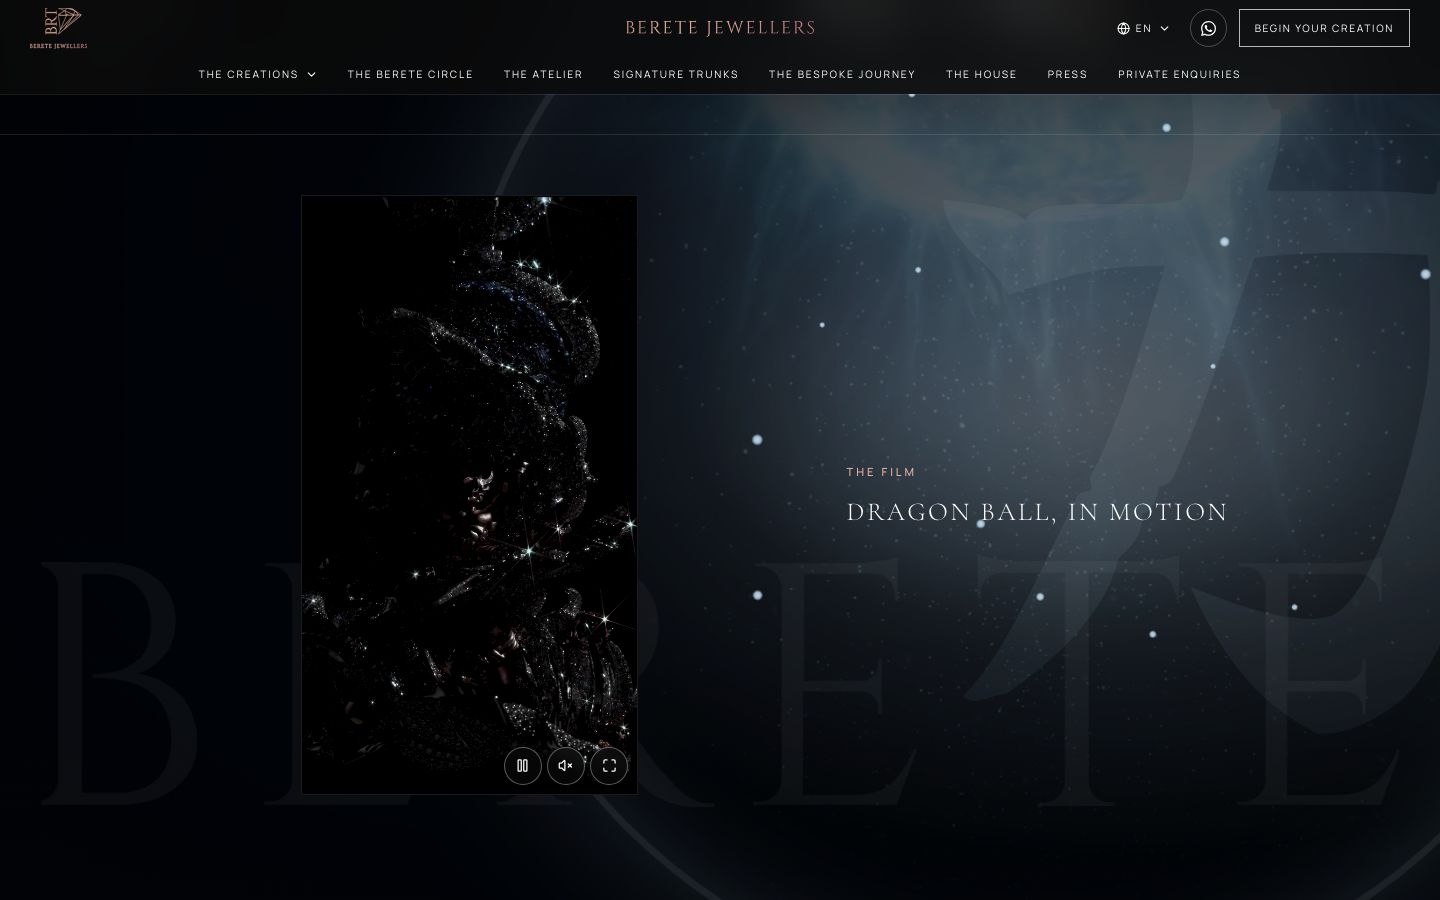 BRT
BERETE JEWELLERS
BERETE JEWELLERS
EN
BEGIN YOUR CREATION
THE CREATIONS
THE BERETE CIRCLE
THE ATELIER
SIGNATURE TRUNKS
THE BESPOKE JOURNEY
THE HOUSE
PRESS
PRIVATE ENQUIRIES
THE FILM
DRAGON BALL, IN MOTION
BERETE